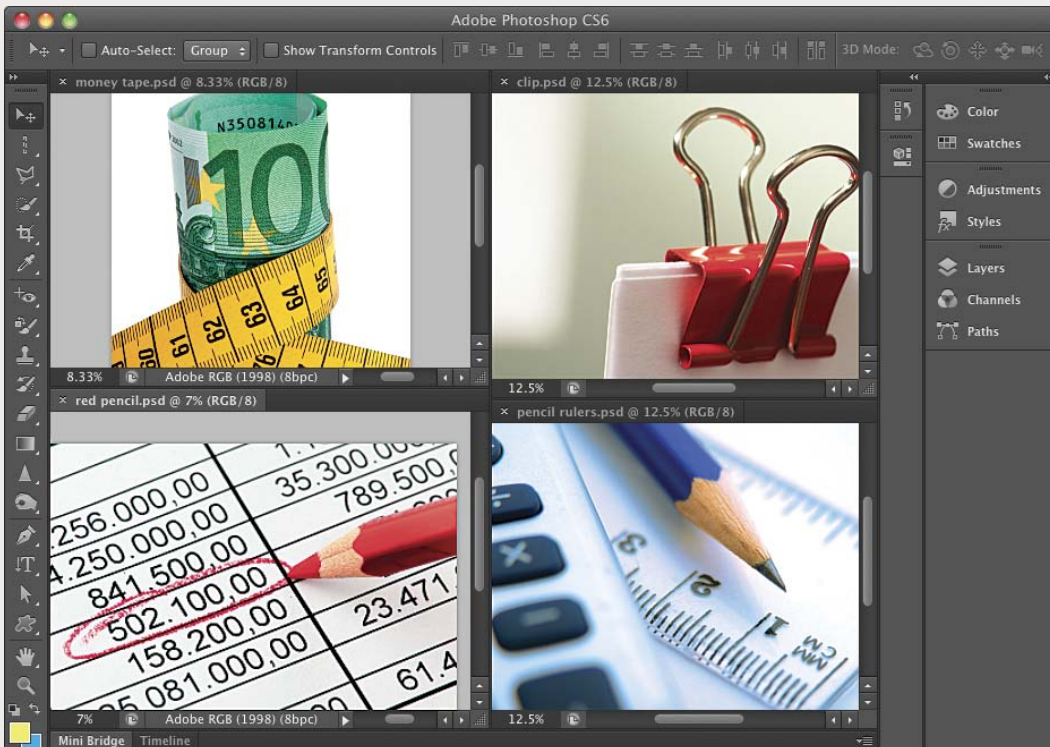 Adobe Photoshop CS6
Auto-Select: Group Show Transform Controls 3D Mode:
× money tape.psd @ 8.33% (RGB/8)
N350814
100
60 61 62 63 64 65
76
8.33% Adobe RGB (1998) (8bpc)
× clip.psd @ 12.5% (RGB/8)
12.5%
× red pencil.psd @ 7% (RGB/8)
.256.000,00
4.250.000,00
841.500,00
502.100,00
158.200,00
081.000,00
35.300.00
789.500,
23.471
61.4
7% Adobe RGB (1998) (8bpc)
× pencil rulers.psd @ 12.5% (RGB/8)
÷
×
3 2 1
MM
CM
12.5%
Mini Bridge Timeline
Color
Swatches
Adjustments
Styles
Layers
Channels
Paths